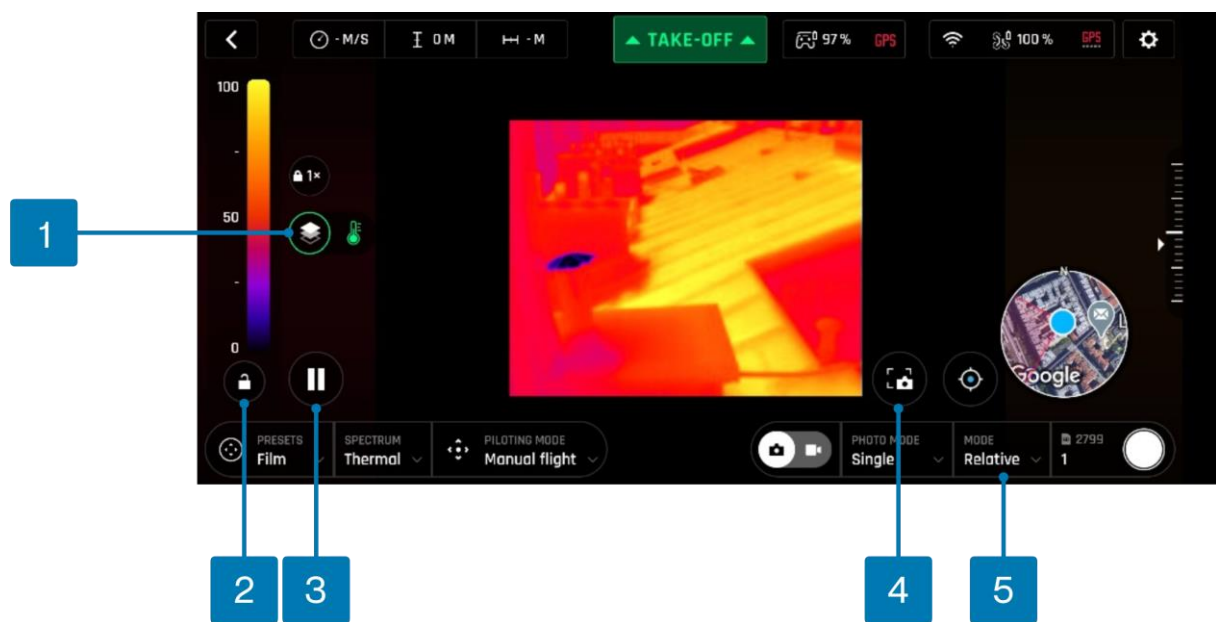 - M/S
0 M
- M
TAKE-OFF
97 %
GPS
100 %
GPS
100
-
50
-
0
1×
1
N
L
Google
PRESETS
Film
SPECTRUM
Thermal
PILOTING MODE
Manual flight
PHOTO MODE
Single
MODE
Relative
2799
1
2
3
4
5